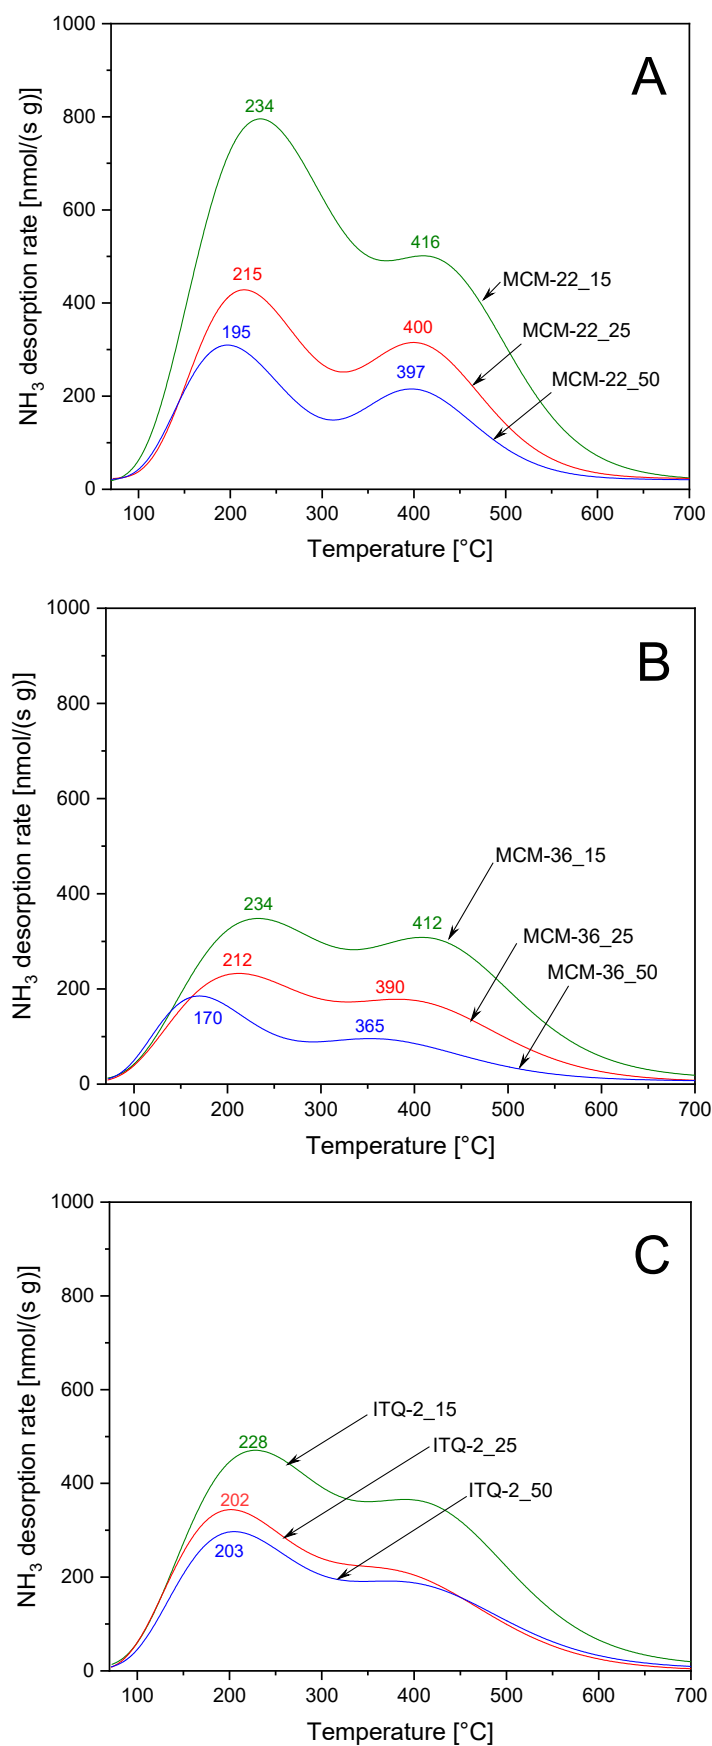 A
NH3 desorption rate [nmol/(s g)]
1000
800
600
400
200
0
234
416
215
400
195
397
MCM-22_15
MCM-22_25
MCM-22_50
100 200 300 400 500 600 700
Temperature [°C]
B
NH3 desorption rate [nmol/(s g)]
1000
800
600
400
200
0
234
412
212
390
170
365
MCM-36_15
MCM-36_25
MCM-36_50
100 200 300 400 500 600 700
Temperature [°C]
C
NH3 desorption rate [nmol/(s g)]
1000
800
600
400
200
0
228
202
203
ITQ-2_15
ITQ-2_25
ITQ-2_50
100 200 300 400 500 600 700
Temperature [°C]